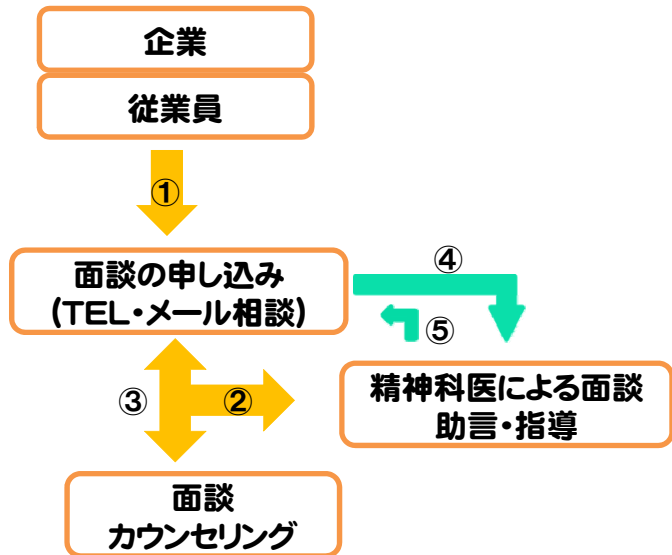 企業
従業員
①
面談の申し込み
(TEL・メール相談)
④
⑤
③
②
精神科医による面談
助言・指導
面談
カウンセリング